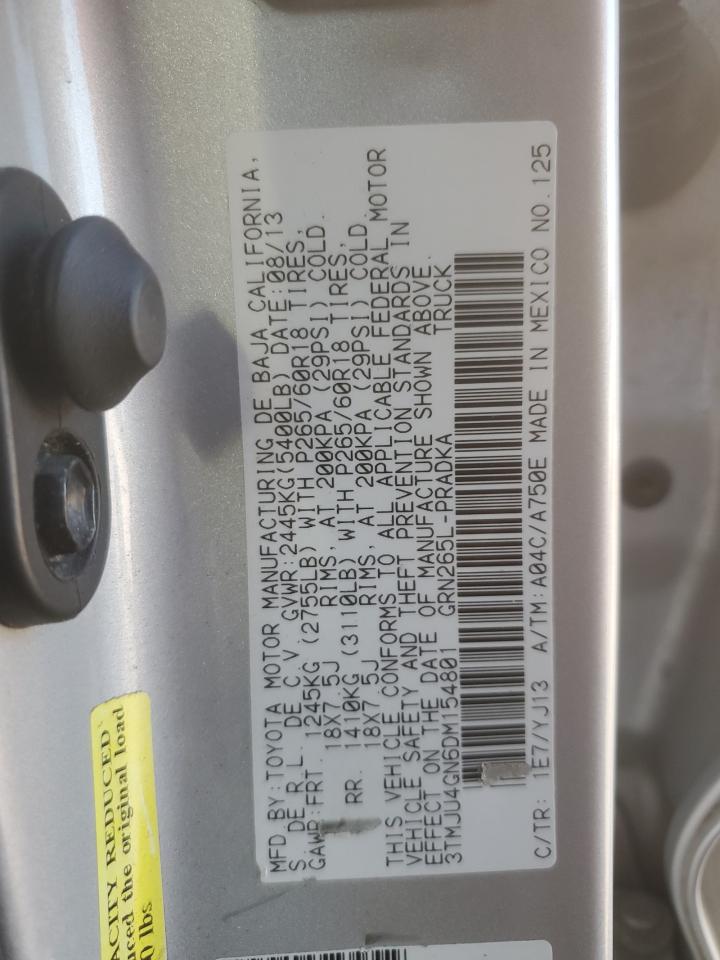 MFD.BY:TOYOTA MOTOR MANUFACTURING DE BAJA CALIFORNIA,
S. DE R.L. DE C.V. GVWR:2445KG(5400LB) DATE:08/13
GAWR:FRT. 1245KG (2755LB) WITH P265/60R18 TIRES,
18X7.5J RIMS, AT 200KPA (29PSI) COLD.
RR. 1410KG (3110LB) WITH P265/60R18 TIRES,
18X7.5J RIMS, AT 200KPA (29PSI) COLD.
THIS VEHICLE CONFORMS TO ALL APPLICABLE FEDERAL MOTOR
VEHICLE SAFETY AND THEFT PREVENTION STANDARDS IN
EFFECT ON THE DATE OF MANUFACTURE SHOWN ABOVE.
3TMJU4GN6DM154801 GRN265L-PRADKA TRUCK
C/TR: 1E7/YJ13 A/TM:A04C/A750E MADE IN MEXICO NO.125
ACITY REDUCED
uced the original load
0 lbs